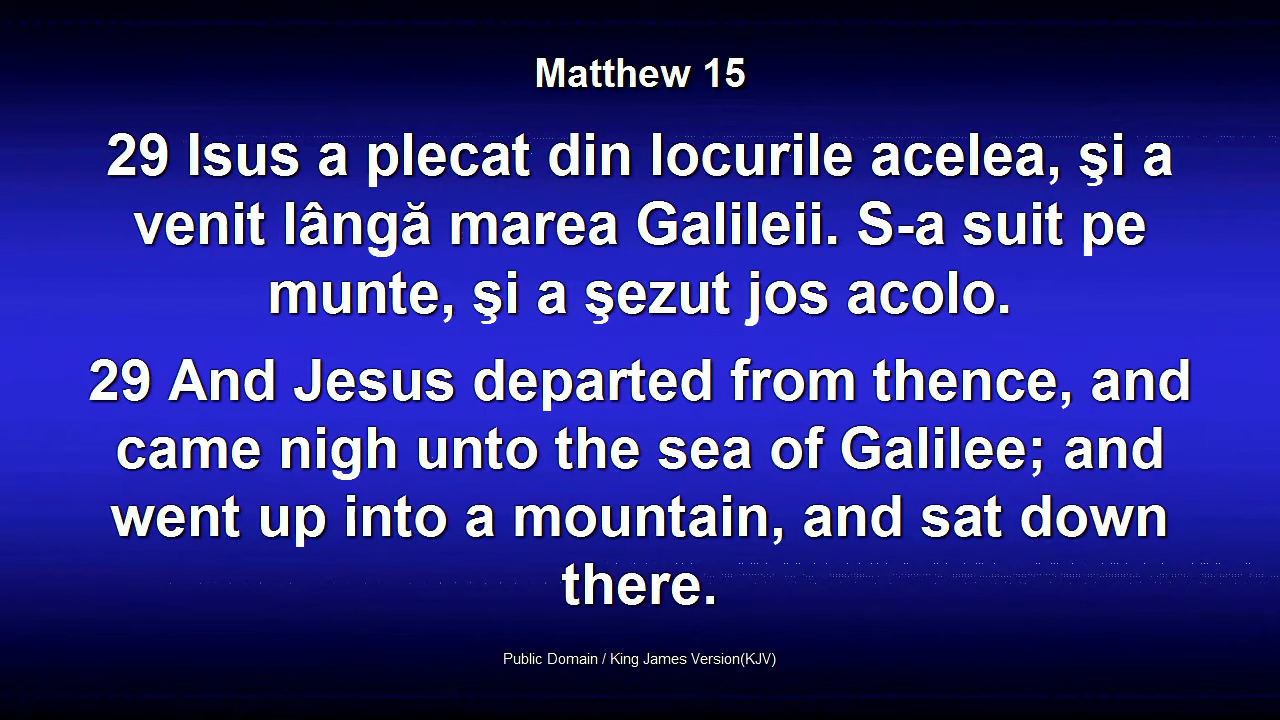 Matthew 15
29 Isus a plecat din locurile acelea, şi a
venit lângă marea Galileii. S-a suit pe
munte, şi a şezut jos acolo.
29 And Jesus departed from thence, and
came nigh unto the sea of Galilee; and
went up into a mountain, and sat down
there.
Public Domain / King James Version(KJV)